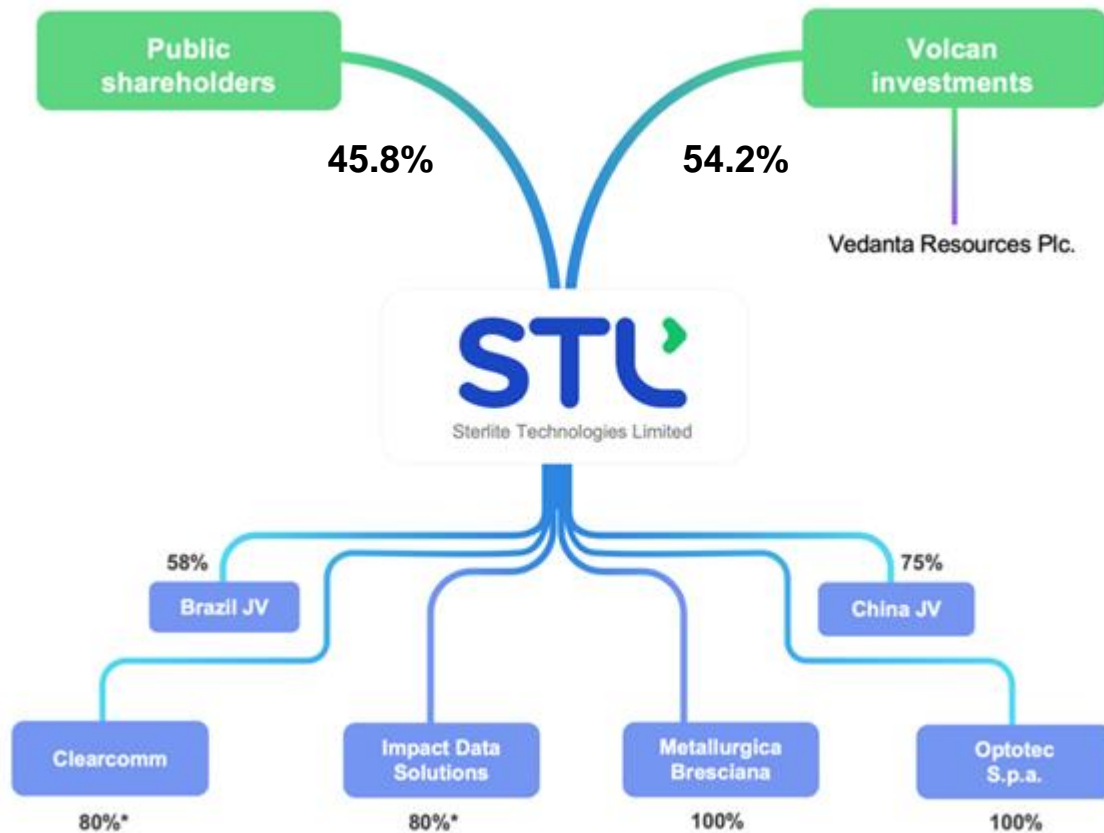 Public
shareholders
Volcan
investments
45.8%
54.2%
Vedanta Resources Plc.
STL
Sterlite Technologies Limited
58%
75%
Brazil JV
China JV
Clearcomm
Impact Data
Solutions
Metallurgica
Bresciana
Optotec
S.p.a.
80%*
80%*
100%
100%